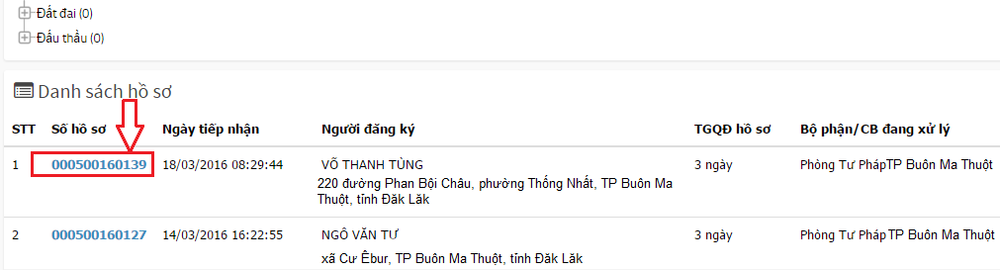 Đất đai (0)
Đấu thầu (0)
Danh sách hồ sơ
STT Số hồ sơ Ngày tiếp nhận Người đăng ký TGQĐ hồ sơ Bộ phận/CB đang xử lý
1 000500160139 18/03/2016 08:29:44 VÕ THANH TÙNG 3 ngày Phòng Tư PhápTP Buôn Ma Thuột
220 đường Phan Bội Châu, phường Thống Nhất, TP Buôn Ma
Thuột, tỉnh Đăk Lăk
2 000500160127 14/03/2016 16:22:55 NGÔ VĂN TƯ 3 ngày Phòng Tư Pháp TP Buôn Ma Thuột
xã Cư Êbur, TP Buôn Ma Thuột, tỉnh Đăk Lăk